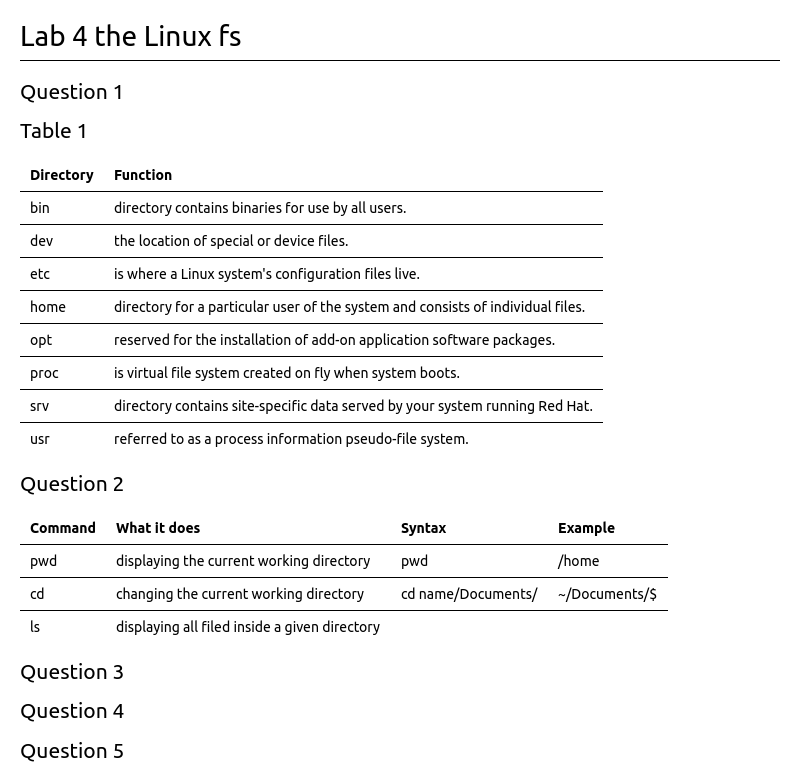 Lab 4 the Linux fs
Question 1
Table 1
Directory Function
bin directory contains binaries for use by all users.
dev the location of special or device files.
etc is where a Linux system's configuration files live.
home directory for a particular user of the system and consists of individual files.
opt reserved for the installation of add-on application software packages.
proc is virtual file system created on fly when system boots.
srv directory contains site-specific data served by your system running Red Hat.
usr referred to as a process information pseudo-file system.
Question 2
Command What it does Syntax Example
pwd displaying the current working directory pwd /home
cd changing the current working directory cd name/Documents/ ~/Documents/$
ls displaying all filed inside a given directory
Question 3
Question 4
Question 5